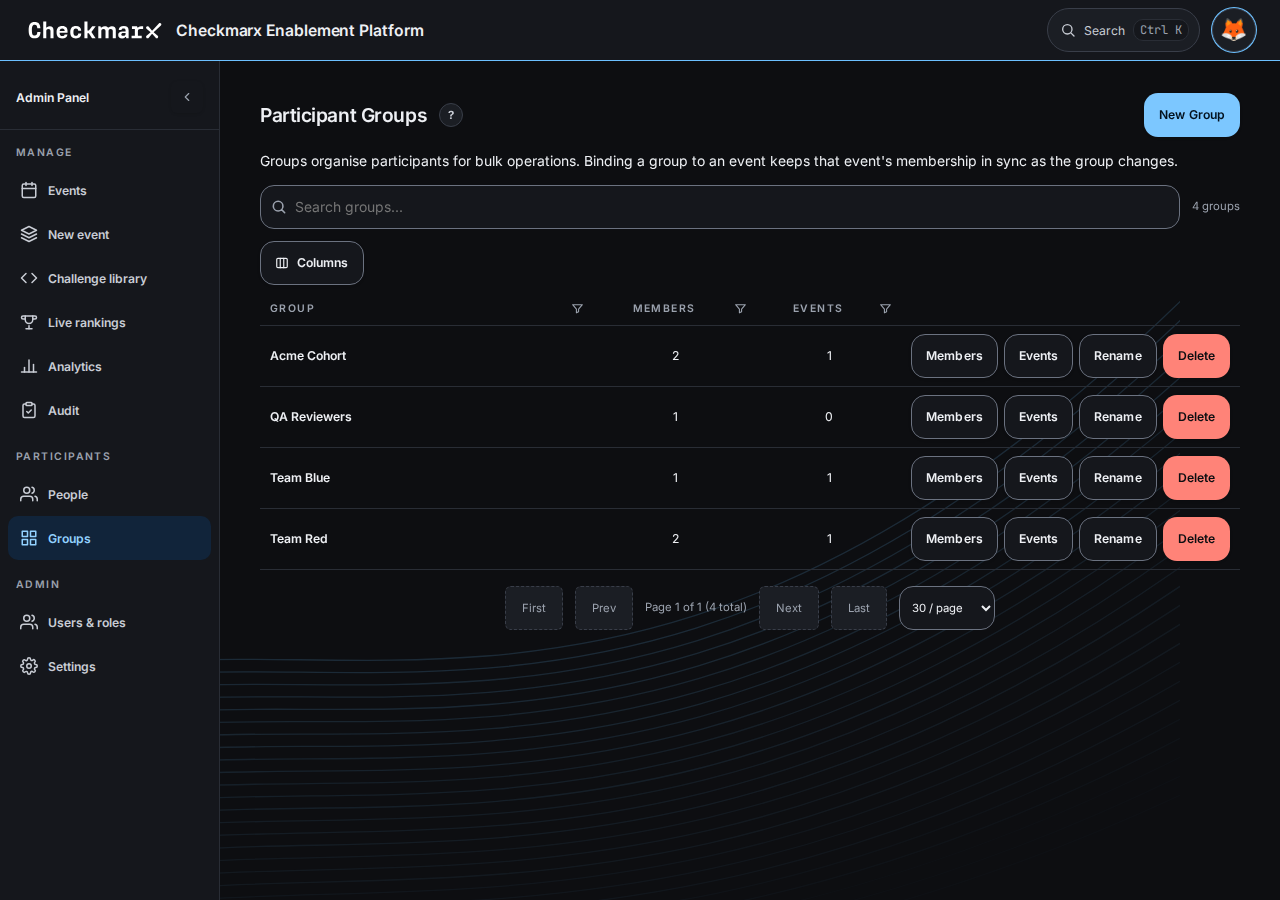 Checkmarx Checkmarx Enablement Platform Search Ctrl K
Admin Panel
MANAGE
Events
New event
Challenge library
Live rankings
Analytics
Audit
PARTICIPANTS
People
Groups
ADMIN
Users & roles
Settings
Participant Groups ? New Group
Groups organise participants for bulk operations. Binding a group to an event keeps that event's membership in sync as the group changes.
Search groups... 4 groups
Columns
GROUP MEMBERS EVENTS
Acme Cohort 2 1 Members Events Rename Delete
QA Reviewers 1 0 Members Events Rename Delete
Team Blue 1 1 Members Events Rename Delete
Team Red 2 1 Members Events Rename Delete
First Prev Page 1 of 1 (4 total) Next Last 30 / page